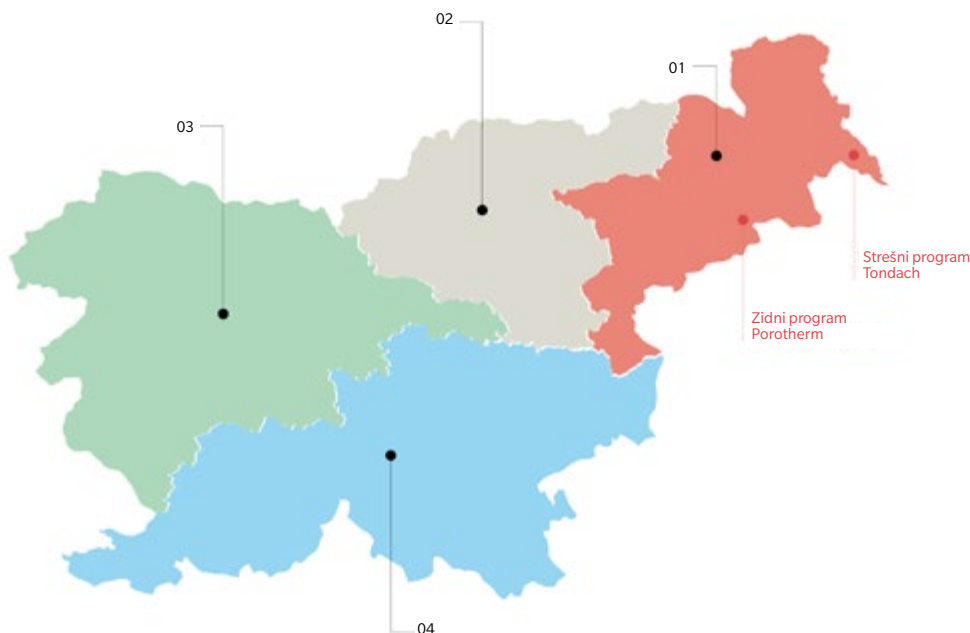 02
01
03
Strešni program
Tondach
Zidni program
Porotherm
04